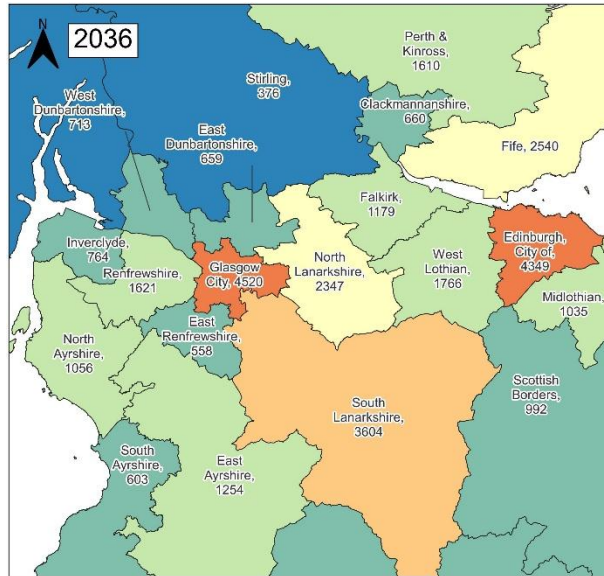 N
2036
Perth &
Kinross,
1610
Stirling,
376
West
Dunbartonshire,
713
Clackmannanshire,
660
East
Dunbartonshire,
659
Fife, 2540
Falkirk,
1179
Inverclyde,
764
Renfrewshire,
1621
Glasgow
City, 4520
North
Lanarkshire,
2347
West
Lothian,
1766
Edinburgh,
City of,
4349
Midlothian,
1035
East
Renfrewshire,
558
North
Ayrshire,
1056
South
Lanarkshire,
3604
Scottish
Borders,
992
South
Ayrshire,
603
East
Ayrshire,
1254